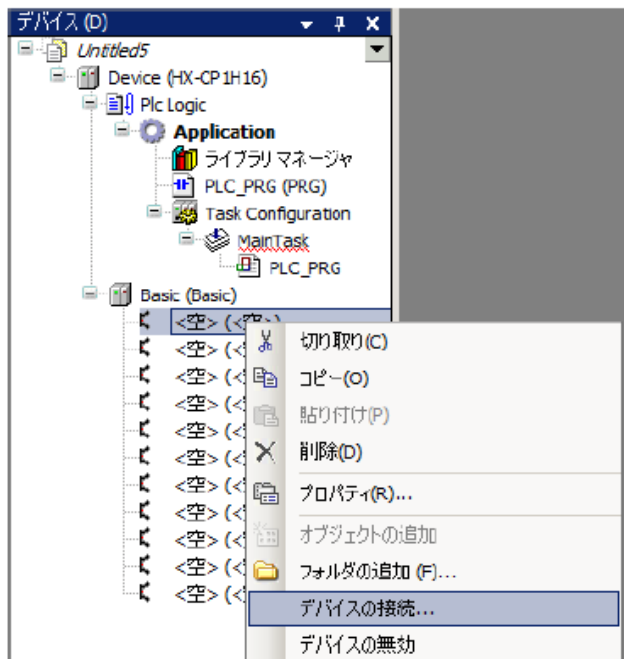 デバイス (D)
Untitled5
Device (HX-CP1H16)
Plc Logic
Application
ライブラリ マネージャ
PLC_PRG (PRG)
Task Configuration
MainTask
PLC_PRG
Basic (Basic)
<空> (<空>)
<空> (<空
<空> (<
<空> (<
<空> (<
<空> (<
<空> (<
<空> (<
<空> (<
<空> (<
<空> (<
切り取り(C)
コピー(O)
貼り付け(P)
削除(D)
プロパティ(R)...
オブジェクトの追加
フォルダの追加 (F)...
デバイスの接続...
デバイスの無効